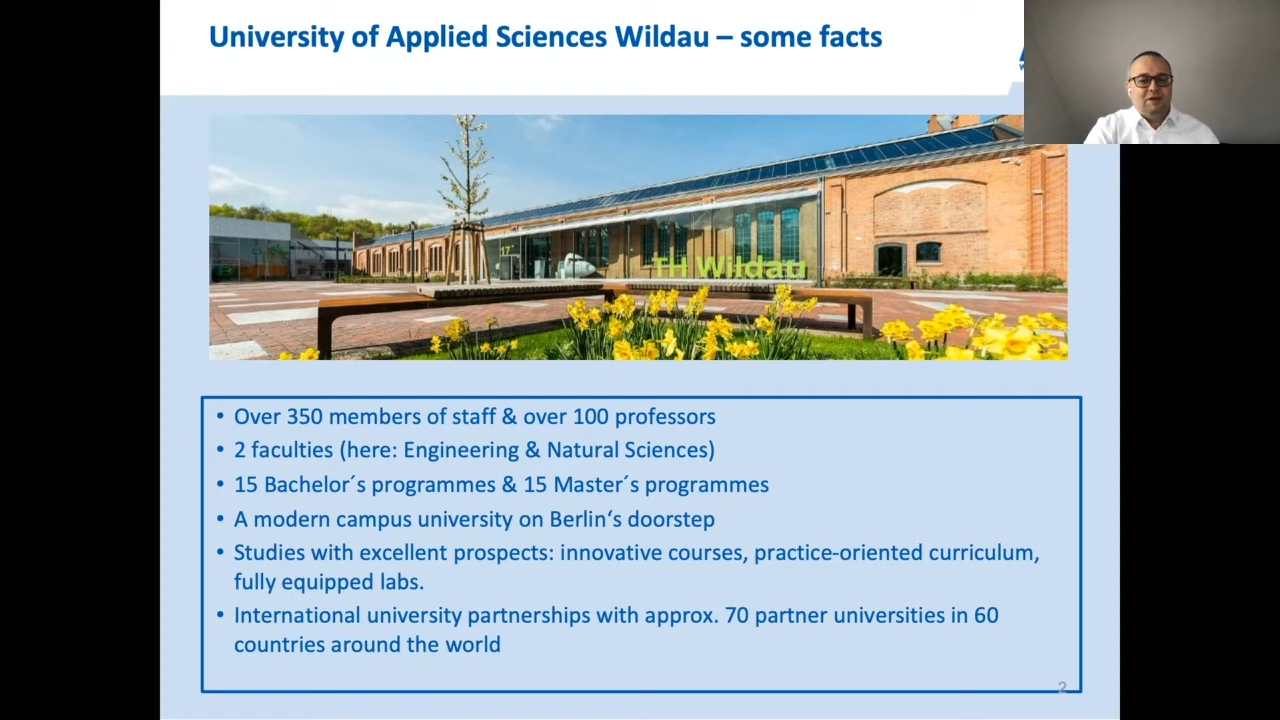 University of Applied Sciences Wildau – some facts
17
TH Wildau
• Over 350 members of staff & over 100 professors
• 2 faculties (here: Engineering & Natural Sciences)
• 15 Bachelor´s programmes & 15 Master´s programmes
• A modern campus university on Berlin‘s doorstep
• Studies with excellent prospects: innovative courses, practice-oriented curriculum,
fully equipped labs.
• International university partnerships with approx. 70 partner universities in 60
countries around the world
2